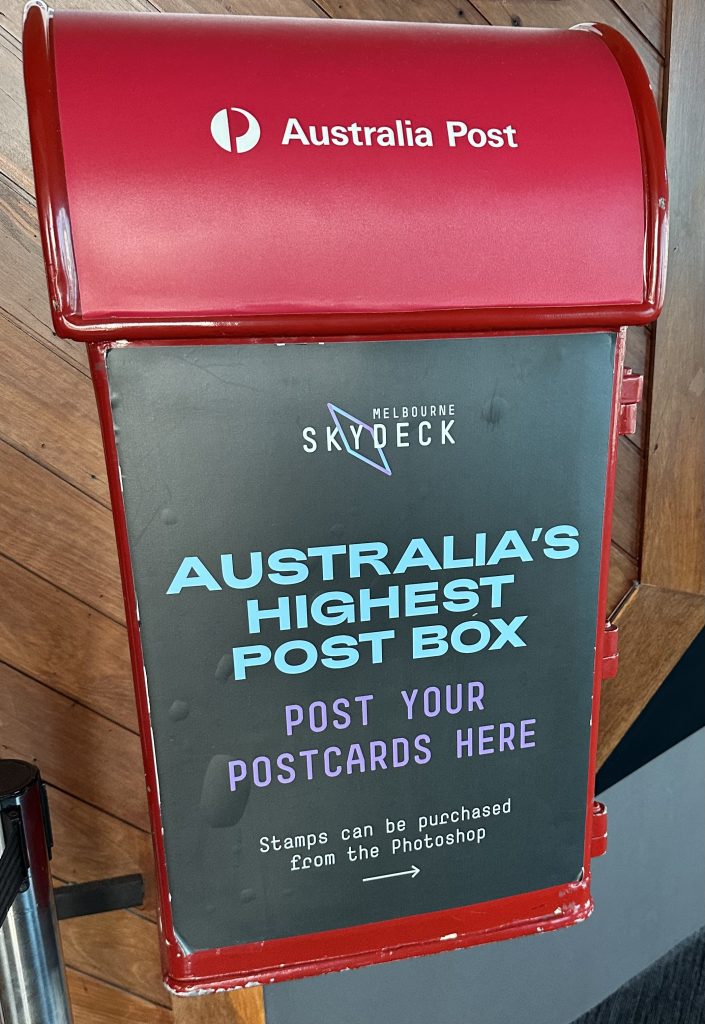 Australia Post
MELBOURNE
SKYDECK
AUSTRALIA'S
HIGHEST
POST BOX
POST YOUR
POSTCARDS HERE
Stamps can be purchased
from the Photoshop